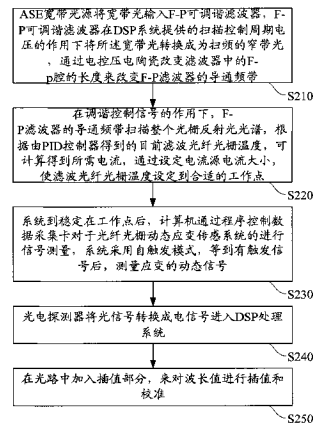 ASE宽带光源将宽带光输入F-P可调谐滤波器，F-
P可调谐滤波器在DSP系统提供的扫描控制周期电
压的作用下将所述宽带光转换成为扫频的窄带光
，通过电控压电陶瓷改变滤波器中的F-
p腔的长度来改变F-P滤波器的导通频带
S210
在调谐控制信号的作用下，F-
P滤波器的导通频带扫描整个光栅反射光光谱，根
据由PID控制器得到的目前滤波光纤光栅温度，可
计算得到所需电流，通过设定电流源电流大小，
使滤波光纤光栅温度设定到合适的工作点
S220
系统到稳定在工作点后，计算机通过程序控制数
据采集卡对于光纤光栅动态应变传感系统的进行
信号测量，系统采用自触发模式，等到有触发信
号后，测量应变的动态信号
S230
光电探测器将光信号转换成电信号进入DSP处理
系统
S240
在光路中加入插值部分，来对波长值进行插值和
校准
S250